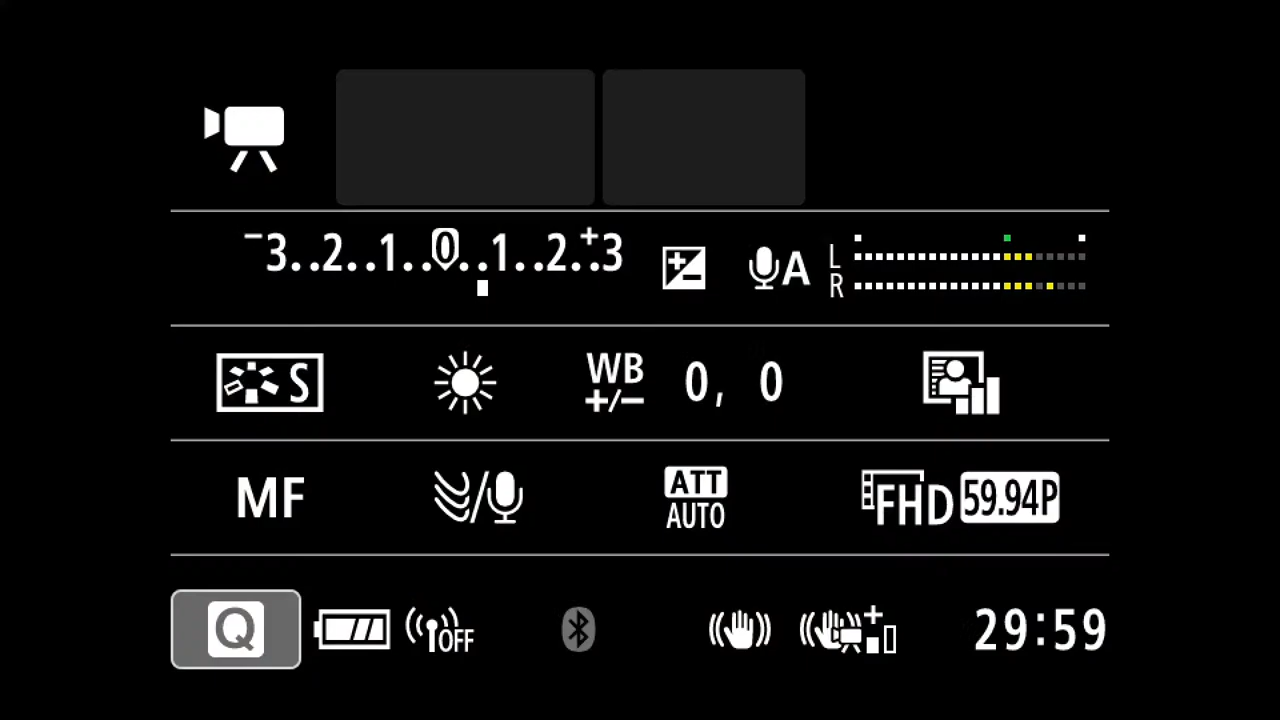 -3..2..1..0..1..2.+3
A L
R
S WB +/- 0, 0
MF / ATT AUTO FHD 59.94P
Q OFF 29:59